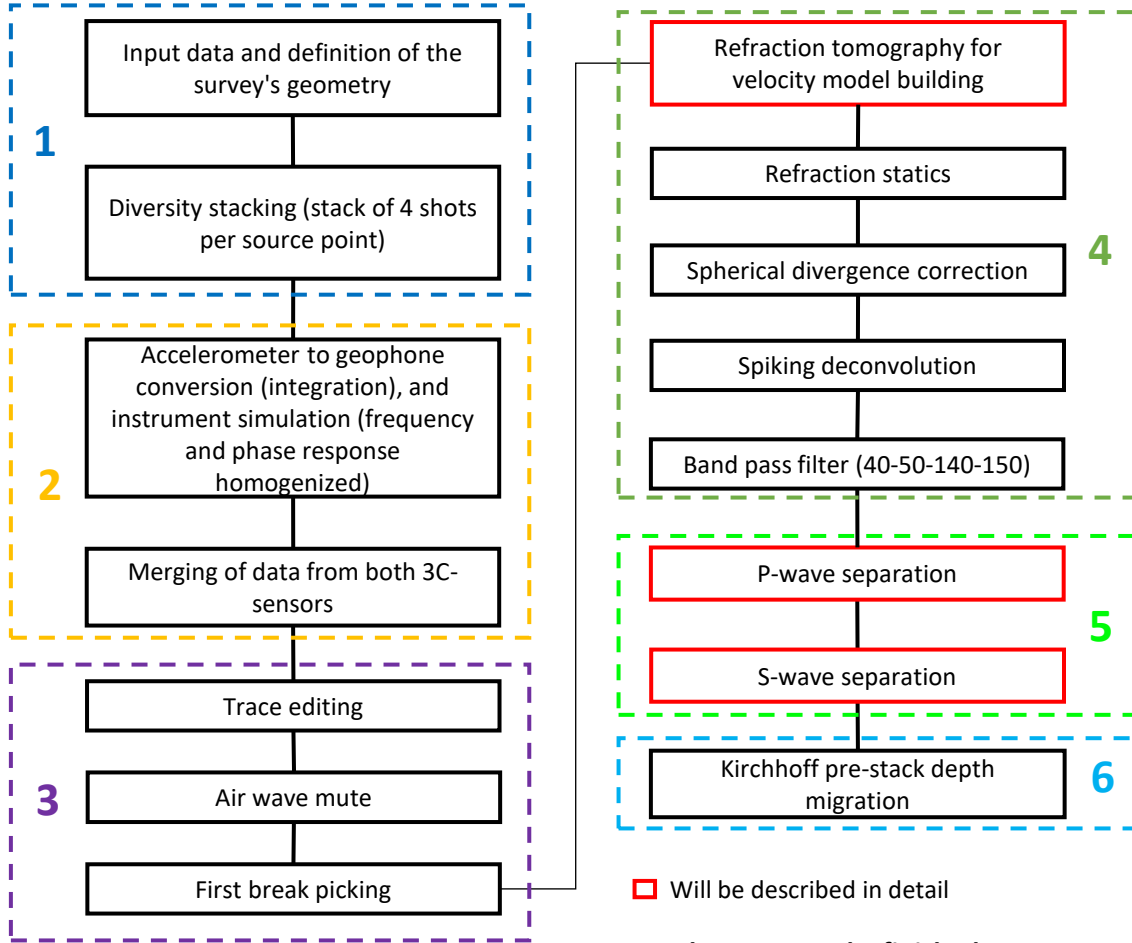 Input data and definition of the
survey's geometry
1
Diversity stacking (stack of 4 shots
per source point)
Accelerometer to geophone
conversion (integration), and
instrument simulation (frequency
and phase response
homogenized)
2
Merging of data from both 3C-
sensors
Trace editing
3
Air wave mute
First break picking
Refraction tomography for
velocity model building
Refraction statics
4
Spherical divergence correction
Spiking deconvolution
Band pass filter (40-50-140-150)
P-wave separation
5
S-wave separation
Kirchhoff pre-stack depth
migration
6
Will be described in detail